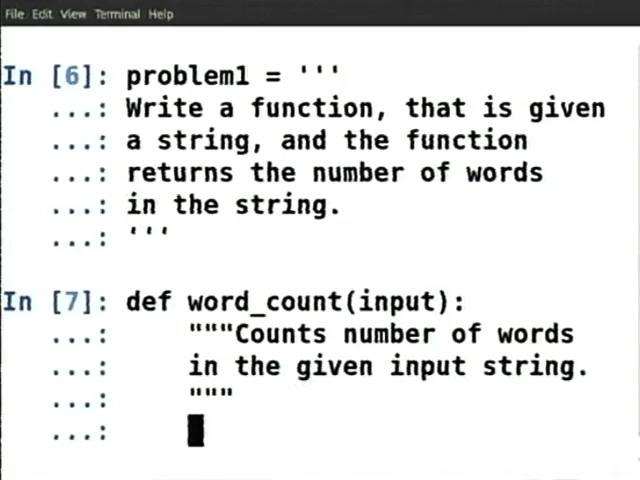 File Edit View Terminal Help
In [6]: problem1 = '''
...: Write a function, that is given
...: a string, and the function
...: returns the number of words
...: in the string.
...: '''
In [7]: def word_count(input):
...:     """Counts number of words
...:     in the given input string.
...:     """
...: